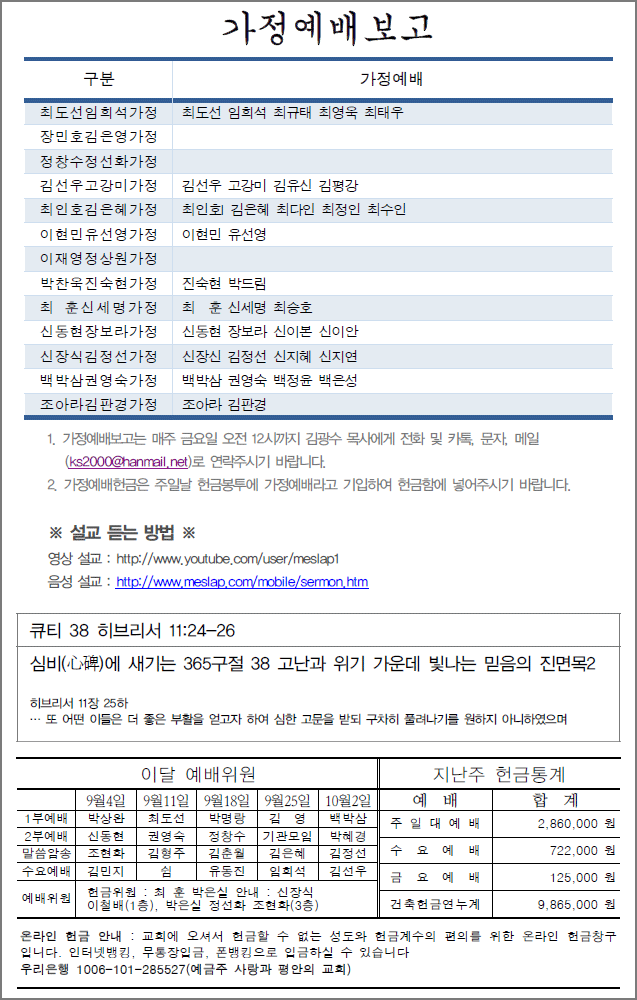 가정예배보고
구분 가정예배
최도선임희석가정 최도선 임희석 최규태 최영욱 최태우
장민호김은영가정
정창수정선화가정
김선우고강미가정 김선우 고강미 김유신 김평강
최인호김은혜가정 최인호 김은혜 최다인 최정인 최수인
이현민유선영가정 이현민 유선영
이재영정상원가정
박찬욱진숙현가정 진숙현 박드림
최 훈신세명가정 최 훈 신세명 최승호
신동현장보라가정 신동현 장보라 신이본 신이안
신장식김정선가정 신장신 김정선 신지혜 신지연
백박삼권영숙가정 백박삼 권영숙 백정윤 백은성
조아라김판경가정 조아라 김판경
1. 가정예배보고는 매주 금요일 오전 12시까지 김광수 목사에게 전화 및 카톡, 문자, 메일
(ks2000@hanmail.net)로 연락주시기 바랍니다.
2. 가정예배헌금은 주일날 헌금봉투에 가정예배라고 기입하여 헌금함에 넣어주시기 바랍니다.
※ 설교 듣는 방법 ※
영상 설교 : http://www.youtube.com/user/meslap1
음성 설교 : http://www.meslap.com/mobile/sermon.htm
큐티 38 히브리서 11:24-26
심비(心碑)에 새기는 365구절 38 고난과 위기 가운데 빛나는 믿음의 진면목2
히브리서 11장 25하
… 또 어떤 이들은 더 좋은 부활을 얻고자 하여 심한 고문을 받되 구차히 풀려나기를 원하지 아니하였으며
이달 예배위원
9월4일 9월11일 9월18일 9월25일 10월2일
1부예배 박상완 최도선 박명랑 김 영 백박삼
2부예배 신동현 권영숙 정창수 기관모임 박혜경
말씀암송 조현화 김형주 김춘월 김은혜 김정선
수요예배 김민지 쉼 유동진 임희석 김선우
예배위원 헌금위원 : 최 훈 박은실 안내 : 신장식
이철배(1층), 박은실 정선화 조현화(3층)
지난주 헌금통계
예 배 합 계
주 일 대 예 배 2,860,000 원
수 요 예 배 722,000 원
금 요 예 배 125,000 원
건축헌금연누계 9,865,000 원
온라인 헌금 안내 : 교회에 오셔서 헌금할 수 없는 성도와 헌금계수의 편의를 위한 온라인 헌금창구
입니다. 인터넷뱅킹, 무통장입금, 폰뱅킹으로 입금하실 수 있습니다
우리은행 1006-101-285527(예금주 사랑과 평안의 교회)